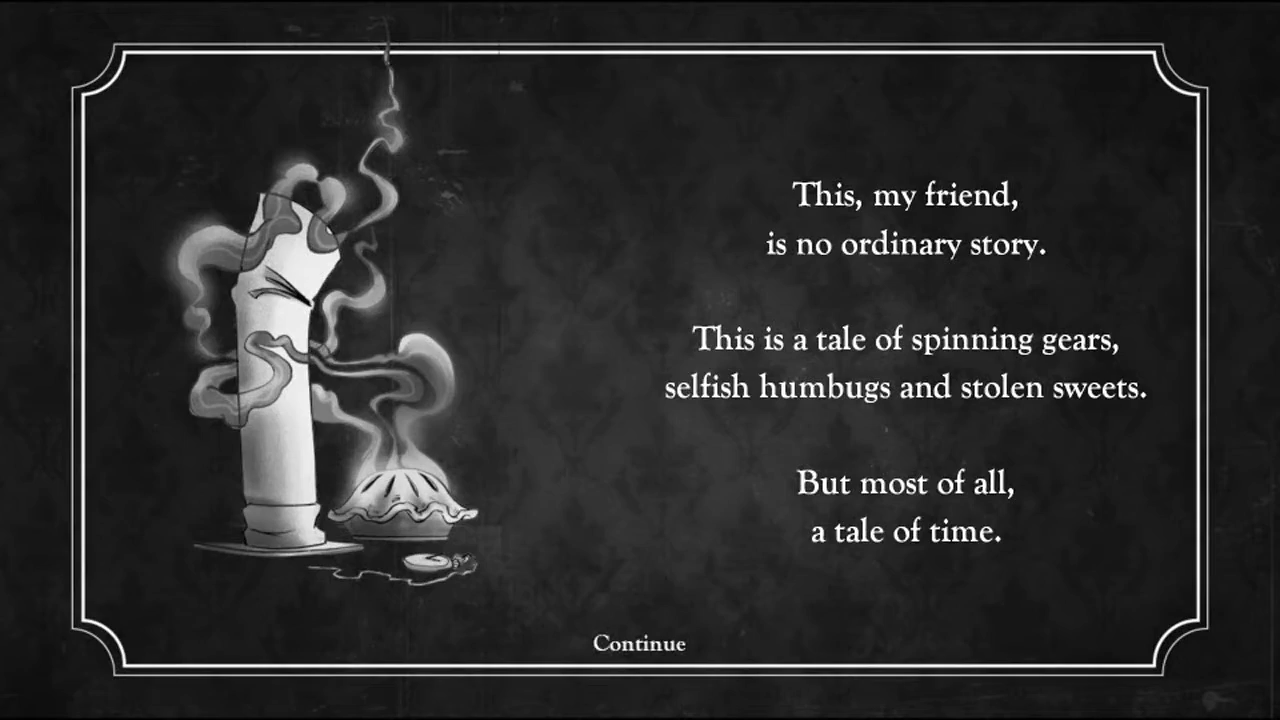 This, my friend,
is no ordinary story.
This is a tale of spinning gears,
selfish humbugs and stolen sweets.
But most of all,
a tale of time.
Continue